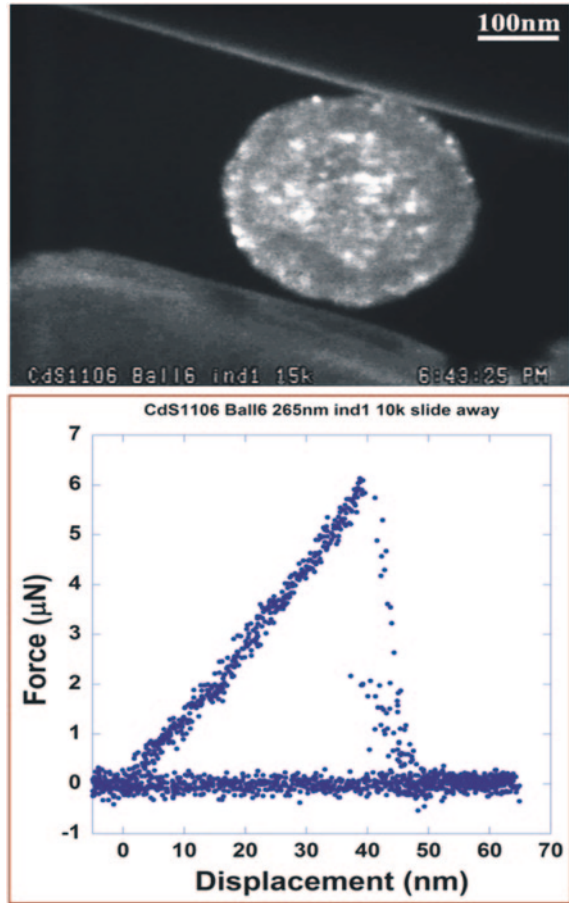 100nm
CdS1106 Ball6 ind1 15k 6:43:25 PM
CdS1106 Ball6 265nm ind1 10k slide away
7
6
5
4
3
2
1
0
-1
Force (µN)
0 10 20 30 40 50 60 70
Displacement (nm)